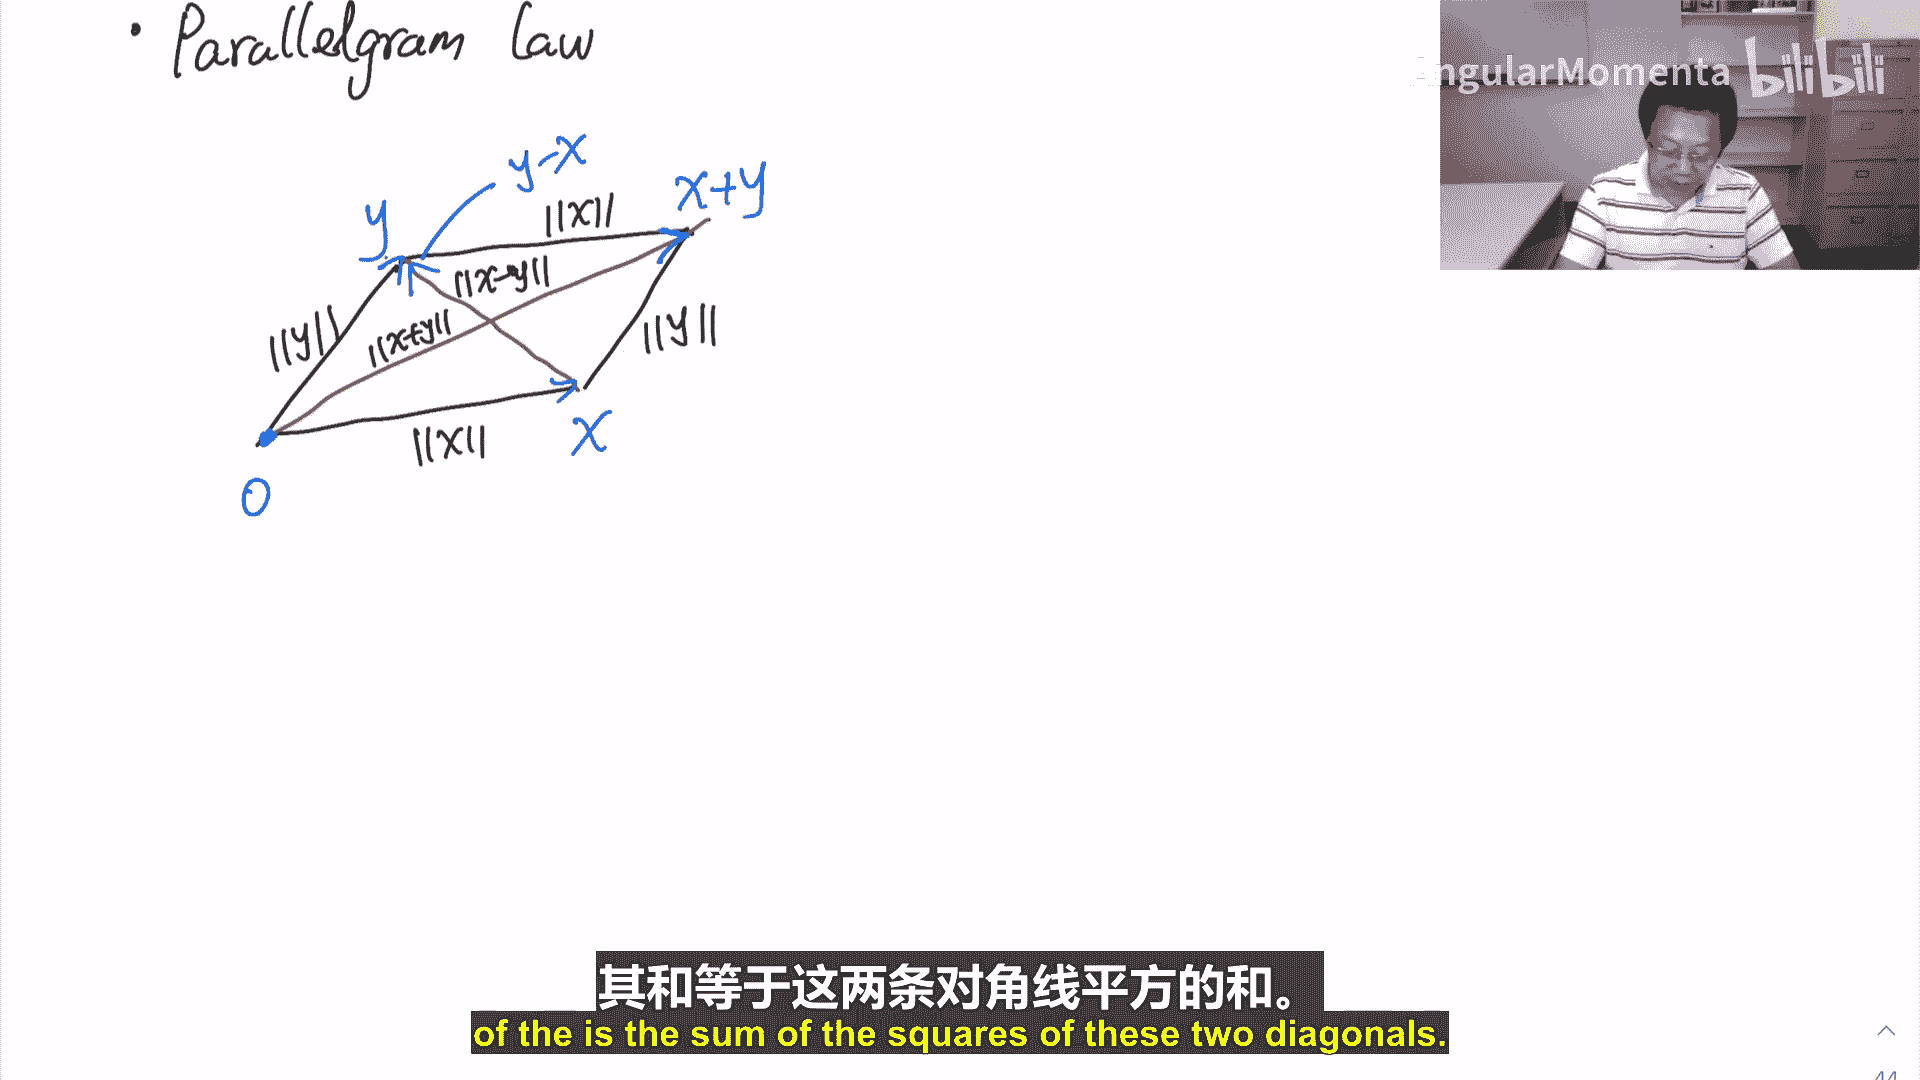 • Parallelgram Law
ngularMomenta bilibili
y-x
x+y
||x||
y
||x-y||
||y||
||x+y||
||y||
||x||
x
0
其和等于这两条对角线平方的和。
of the is the sum of the squares of these two diagonals.